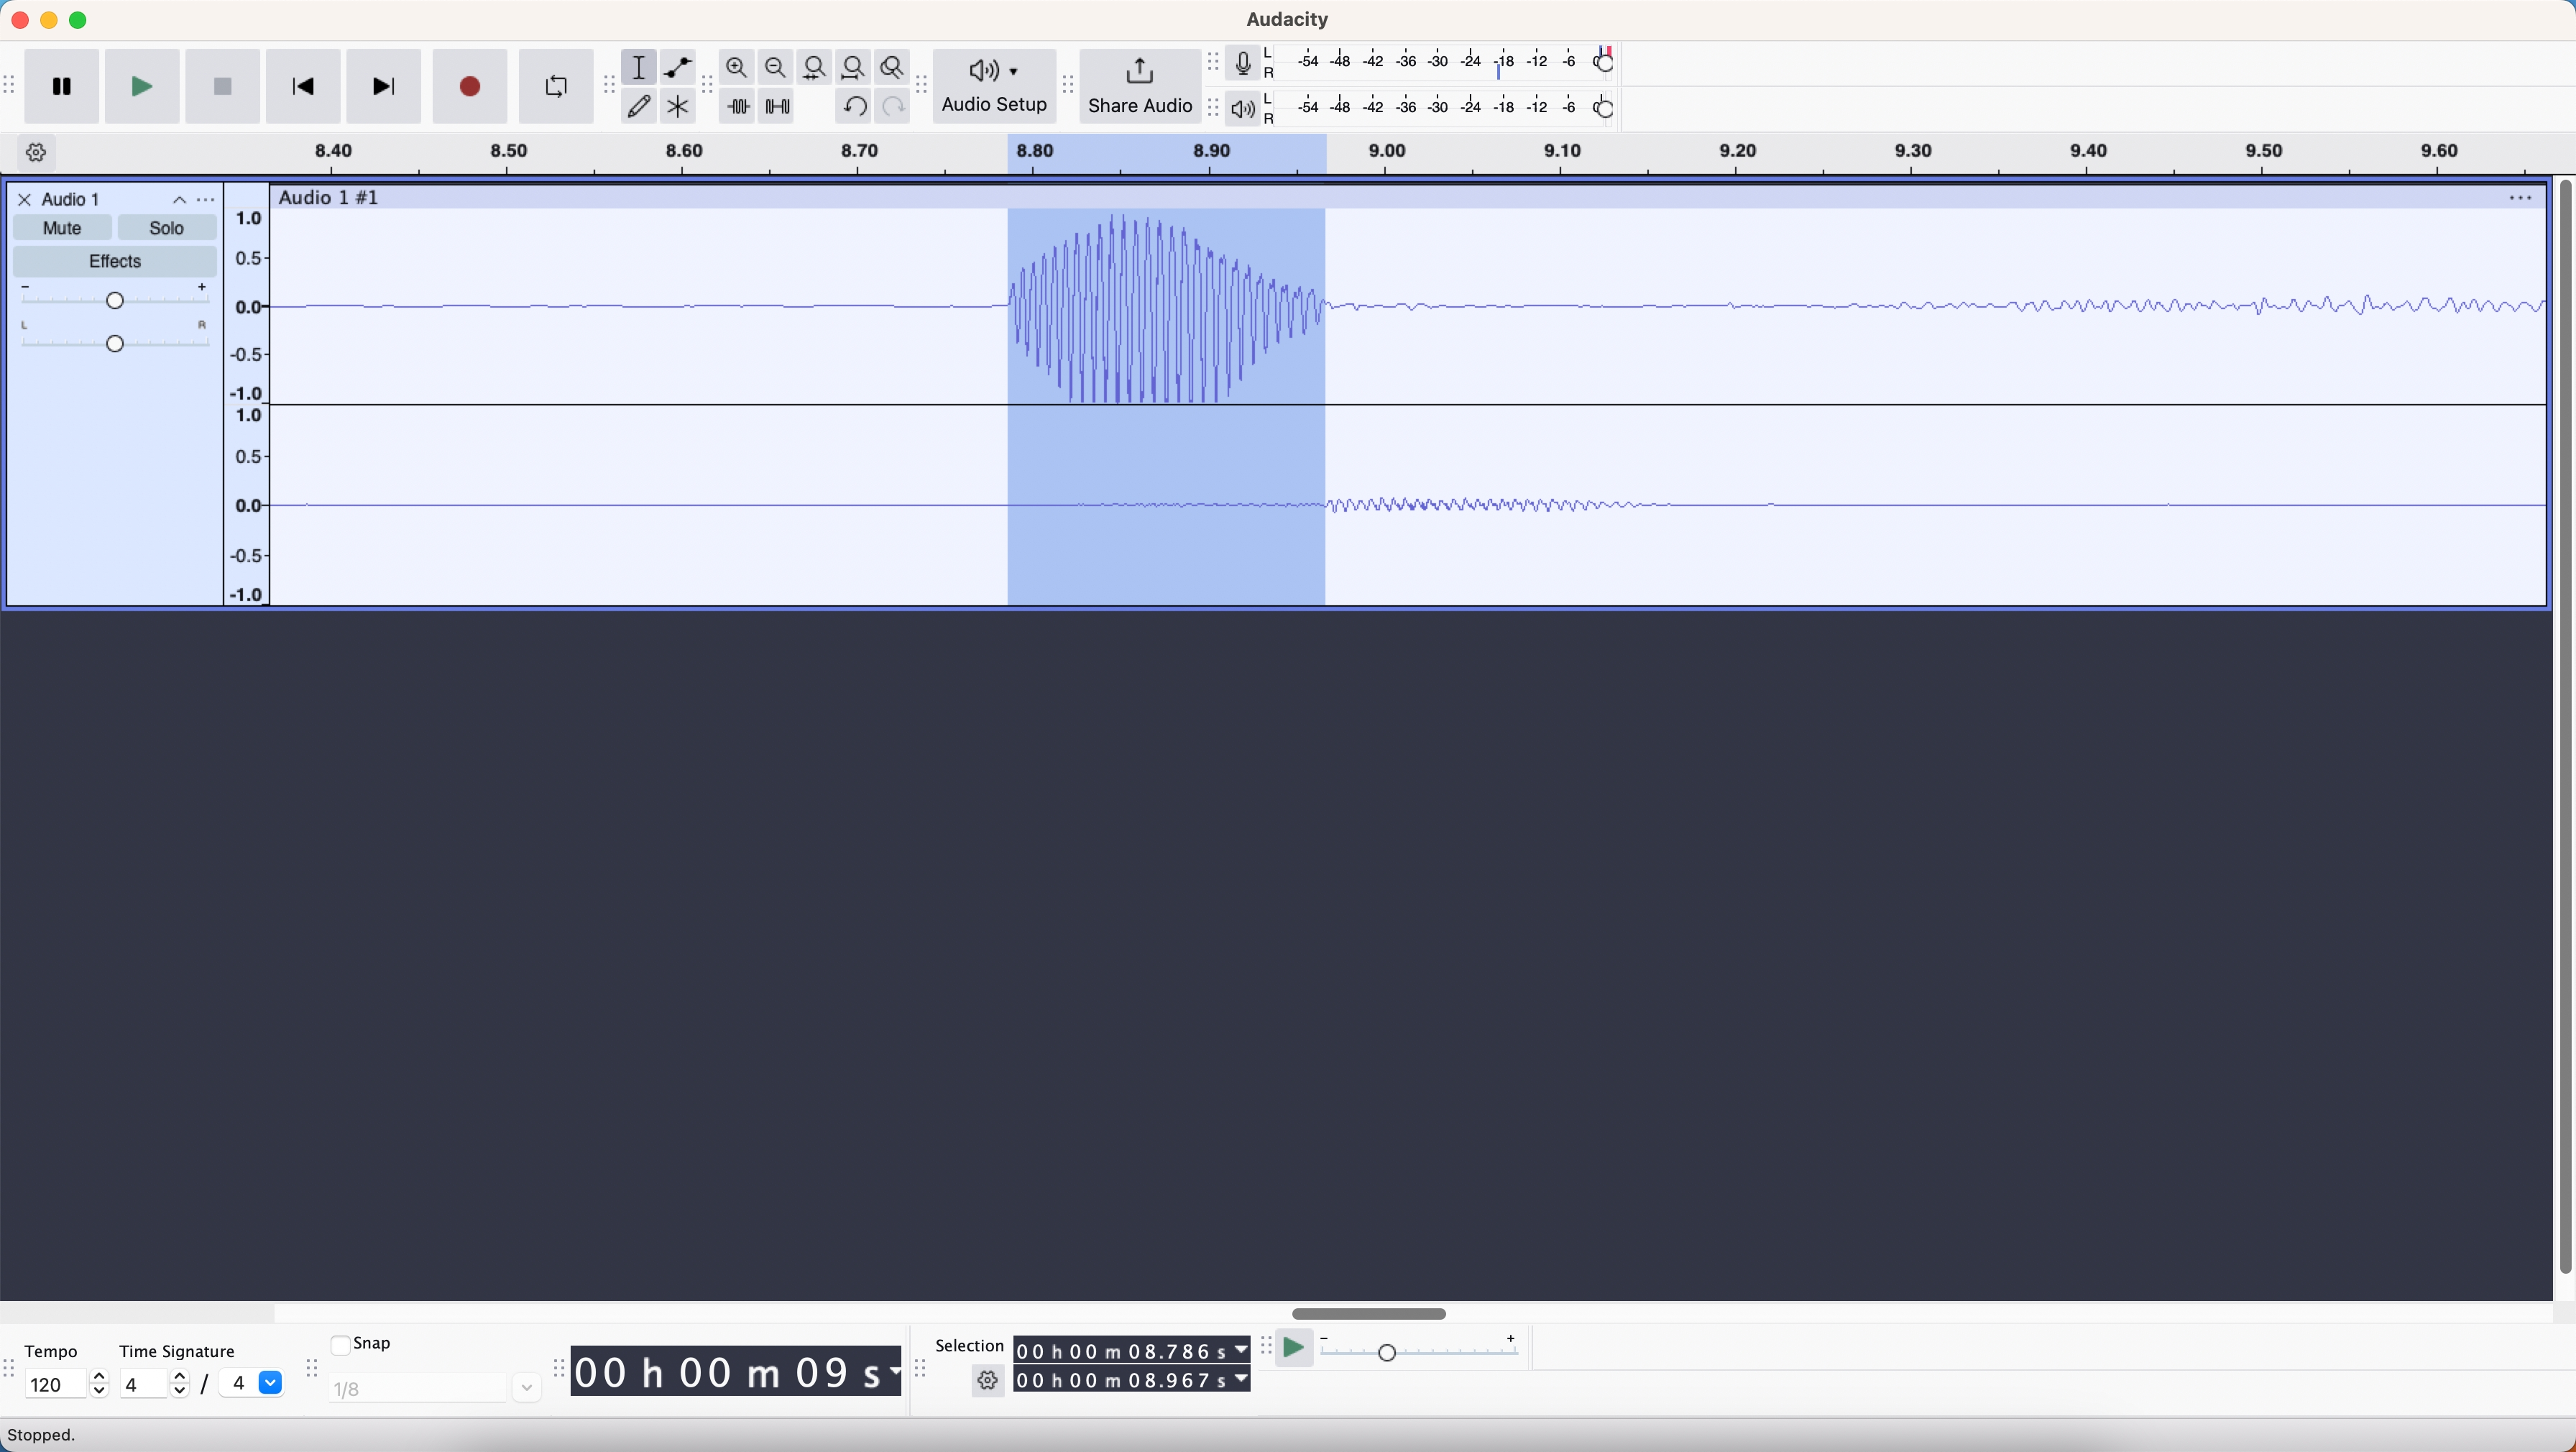 Audacity
Audio Setup
Share Audio
L -54 -48 -42 -36 -30 -24 -18 -12 -6 0
R
L -54 -48 -42 -36 -30 -24 -18 -12 -6 0
R
8.40 8.50 8.60 8.70 8.80 8.90 9.00 9.10 9.20 9.30 9.40 9.50 9.60
Audio 1
Audio 1 #1
Mute Solo
Effects
- +
L R
1.0
0.5
0.0
-0.5
-1.0
1.0
0.5
0.0
-0.5
-1.0
Tempo
120
Time Signature
4 / 4
Snap
1/8
00 h 00 m 09 s
Selection
00 h 00 m 08.786 s
00 h 00 m 08.967 s
- +
Stopped.